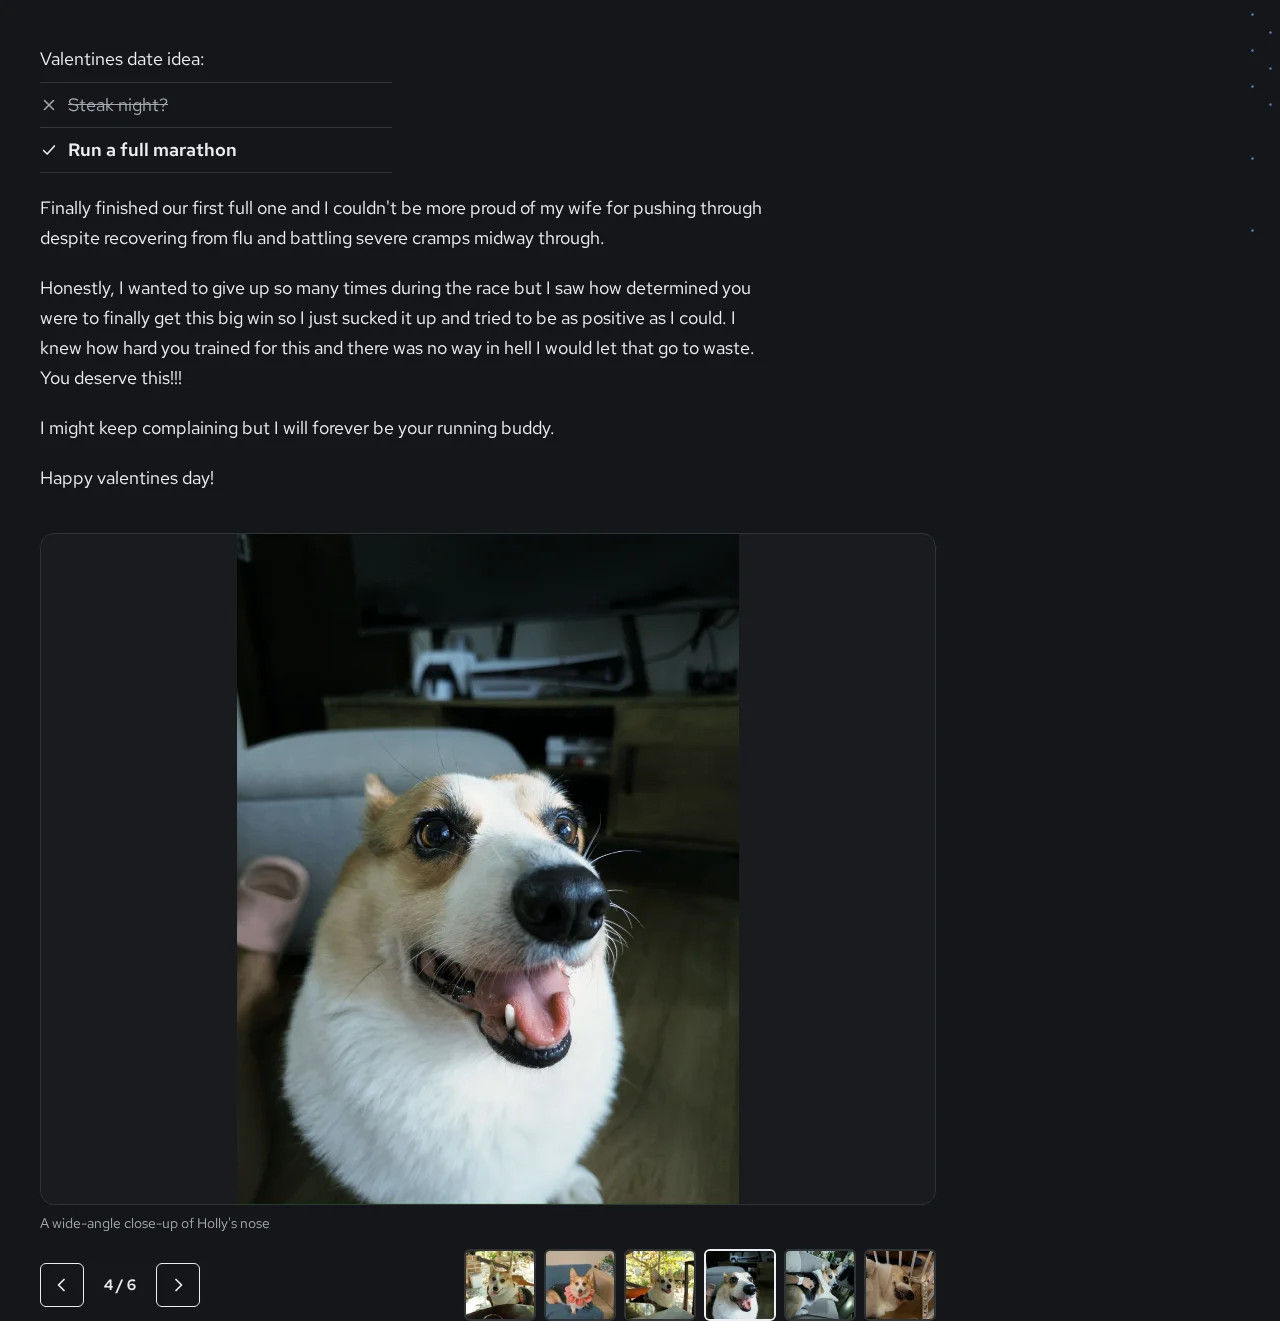 Valentines date idea:
Steak night?
Run a full marathon
Finally finished our first full one and I couldn't be more proud of my wife for pushing through
despite recovering from flu and battling severe cramps midway through.
Honestly, I wanted to give up so many times during the race but I saw how determined you
were to finally get this big win so I just sucked it up and tried to be as positive as I could. I
knew how hard you trained for this and there was no way in hell I would let that go to waste.
You deserve this!!!
I might keep complaining but I will forever be your running buddy.
Happy valentines day!
A wide-angle close-up of Holly's nose
4 / 6